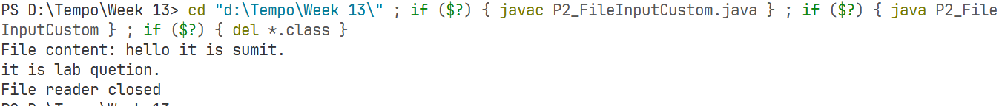 PS D:\Tempo\Week 13> cd "d:\Tempo\Week 13\" ; if ($?) { javac P2_FileInputCustom.java } ; if ($?) { java P2_File
InputCustom } ; if ($?) { del *.class }
File content: hello it is sumit.
it is lab quetion.
File reader closed
PS D:\Tempo\Week 13